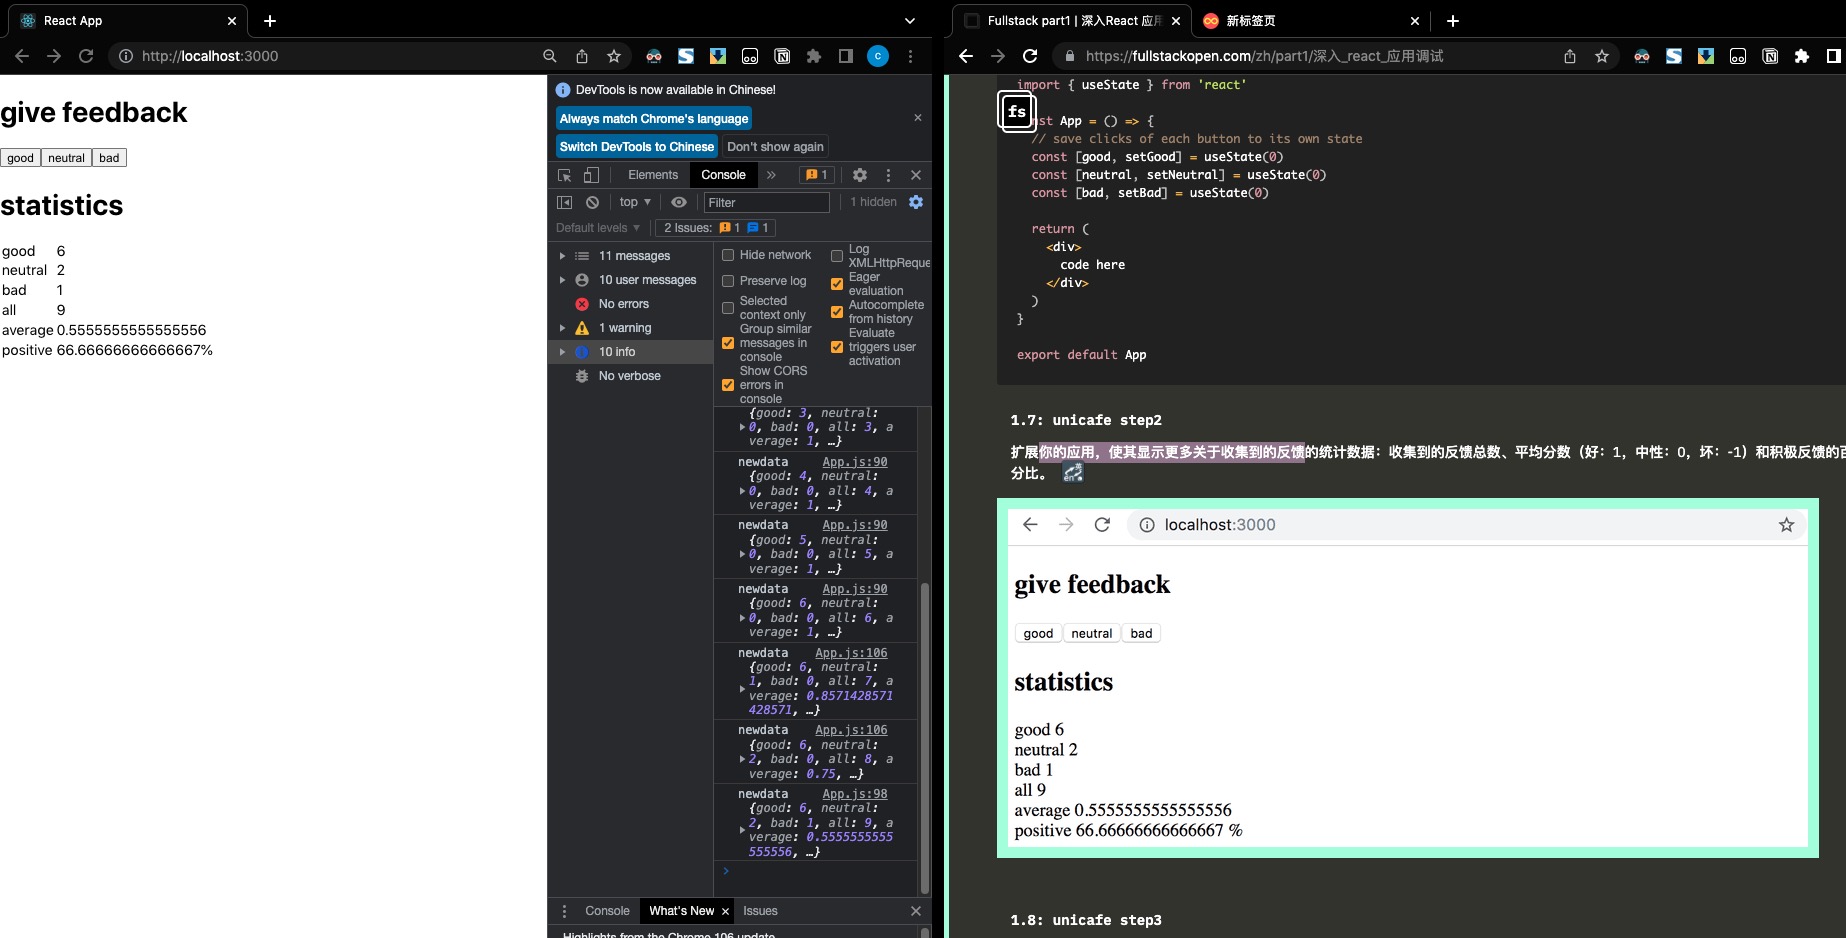 React App
http://localhost:3000
c
give feedback
good
neutral
bad
statistics
good 6
neutral 2
bad 1
all 9
average 0.5555555555555556
positive 66.66666666666667%
DevTools is now available in Chinese!
Always match Chrome's language
Switch DevTools to Chinese
Don't show again
Elements
Console
1
top
Filter
1 hidden
Default levels
2 Issues:
1
1
11 messages
10 user messages
No errors
1 warning
10 info
No verbose
Hide network
Preserve log
Selected
context only
Group similar
messages in
console
Show CORS
errors in
console
Log
XMLHttpReque
Eager
evaluation
Autocomplete
from history
Evaluate
triggers user
activation
{good: 3, neutral:
0, bad: 0, all: 3, a
verage: 1, …}
newdata App.js:90
{good: 4, neutral:
0, bad: 0, all: 4, a
verage: 1, …}
newdata App.js:90
{good: 5, neutral:
0, bad: 0, all: 5, a
verage: 1, …}
newdata App.js:90
{good: 6, neutral:
0, bad: 0, all: 6, a
verage: 1, …}
newdata App.js:106
{good: 6, neutral:
1, bad: 0, all: 7, a
verage: 0.8571428571
428571, …}
newdata App.js:106
{good: 6, neutral:
2, bad: 0, all: 8, a
verage: 0.75, …}
newdata App.js:98
{good: 6, neutral:
2, bad: 1, all: 9, a
verage: 0.5555555555
555556, …}
Console
What's New
Issues
Highlights from the Chrome 106 update
Fullstack part1 | 深入React 应用
新标签页
https://fullstackopen.com/zh/part1/深入_react_应用调试
fs
import { useState } from 'react'
nst App = () => {
// save clicks of each button to its own state
const [good, setGood] = useState(0)
const [neutral, setNeutral] = useState(0)
const [bad, setBad] = useState(0)
return (
<div>
code here
</div>
)
}
export default App
1.7: unicafe step2
扩展你的应用，使其显示更多关于收集到的反馈的统计数据：收集到的反馈总数、平均分数（好：1，中性：0，坏：-1）和积极反馈的百
分比。
localhost:3000
give feedback
good
neutral
bad
statistics
good 6
neutral 2
bad 1
all 9
average 0.5555555555555556
positive 66.66666666666667 %
1.8: unicafe step3